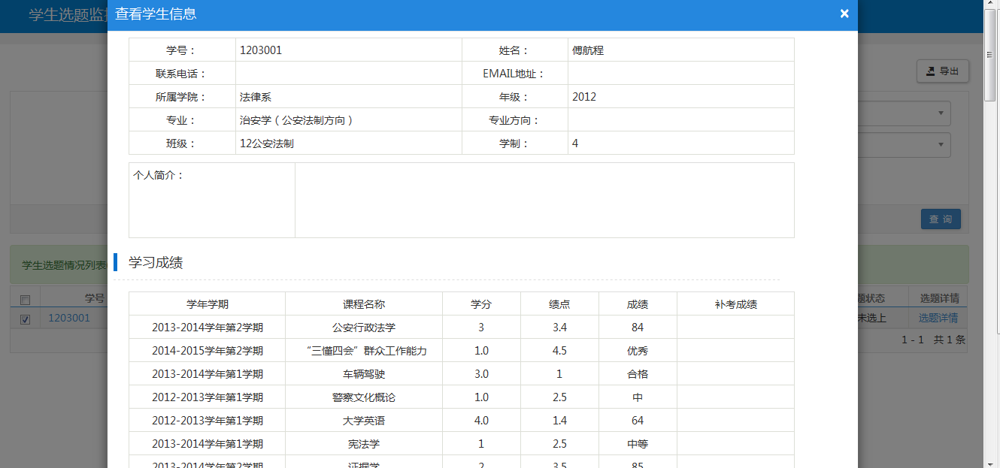 学生选题监
查看学生信息 ×
导出
学号： 1203001 姓名： 傅航程
联系电话： EMAIL地址：
所属学院： 法律系 年级： 2012
专业： 治安学（公安法制方向） 专业方向：
班级： 12公安法制 学制： 4
个人简介：
查 询
学习成绩
学生选题情况列表
学年学期 课程名称 学分 绩点 成绩 补考成绩
2013-2014学年第2学期 公安行政法学 3 3.4 84
2014-2015学年第2学期 “三懂四会”群众工作能力 1.0 4.5 优秀
2013-2014学年第1学期 车辆驾驶 3.0 1 合格
2012-2013学年第1学期 警察文化概论 1.0 2.5 中
2012-2013学年第1学期 大学英语 4.0 1.4 64
2013-2014学年第1学期 宪法学 1 2.5 中等
2013-2014学年第2学期 证据学 2 3.5 85
学号 题状态 选题详情
1203001 未选上 选题详情
1 - 1 共 1 条